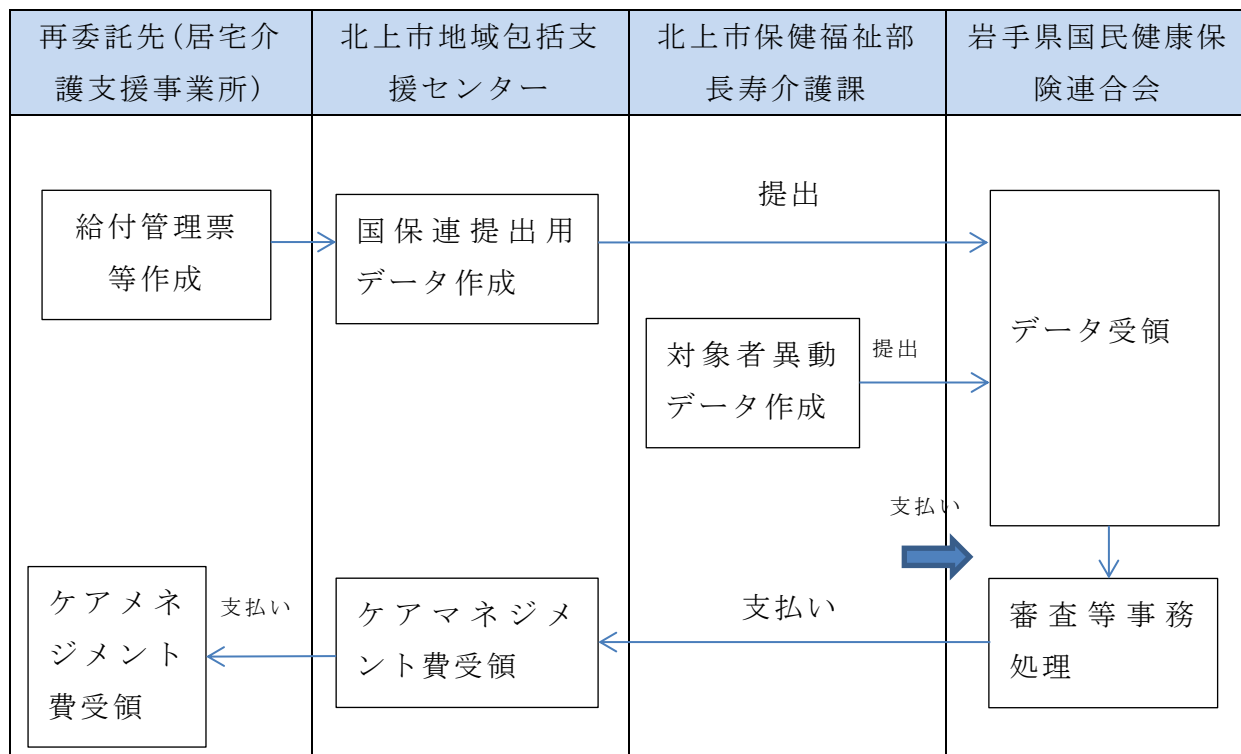 再委託先(居宅介
護支援事業所)
北上市地域包括支
援センター
北上市保健福祉部
長寿介護課
岩手県国民健康保
険連合会
給付管理票
等作成
国保連提出用
データ作成
提出
対象者異動
データ作成
提出
データ受領
支払い
ケアメネ
ジメント
費受領
支払い
ケアマネジメ
ント費受領
支払い
審査等事務
処理